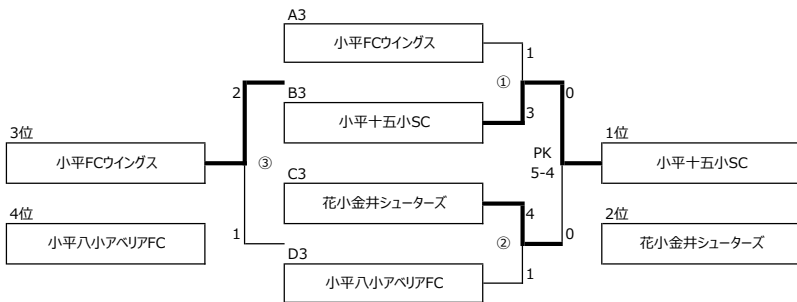 A3
小平FCウイングス
1
①
2
0
B3
小平十五小SC
3
3位
小平FCウイングス
③
PK
5-4
1位
小平十五小SC
C3
花小金井シューターズ
4
4位
小平八小アベリアFC
1
②
0
2位
花小金井シューターズ
D3
小平八小アベリアFC
1